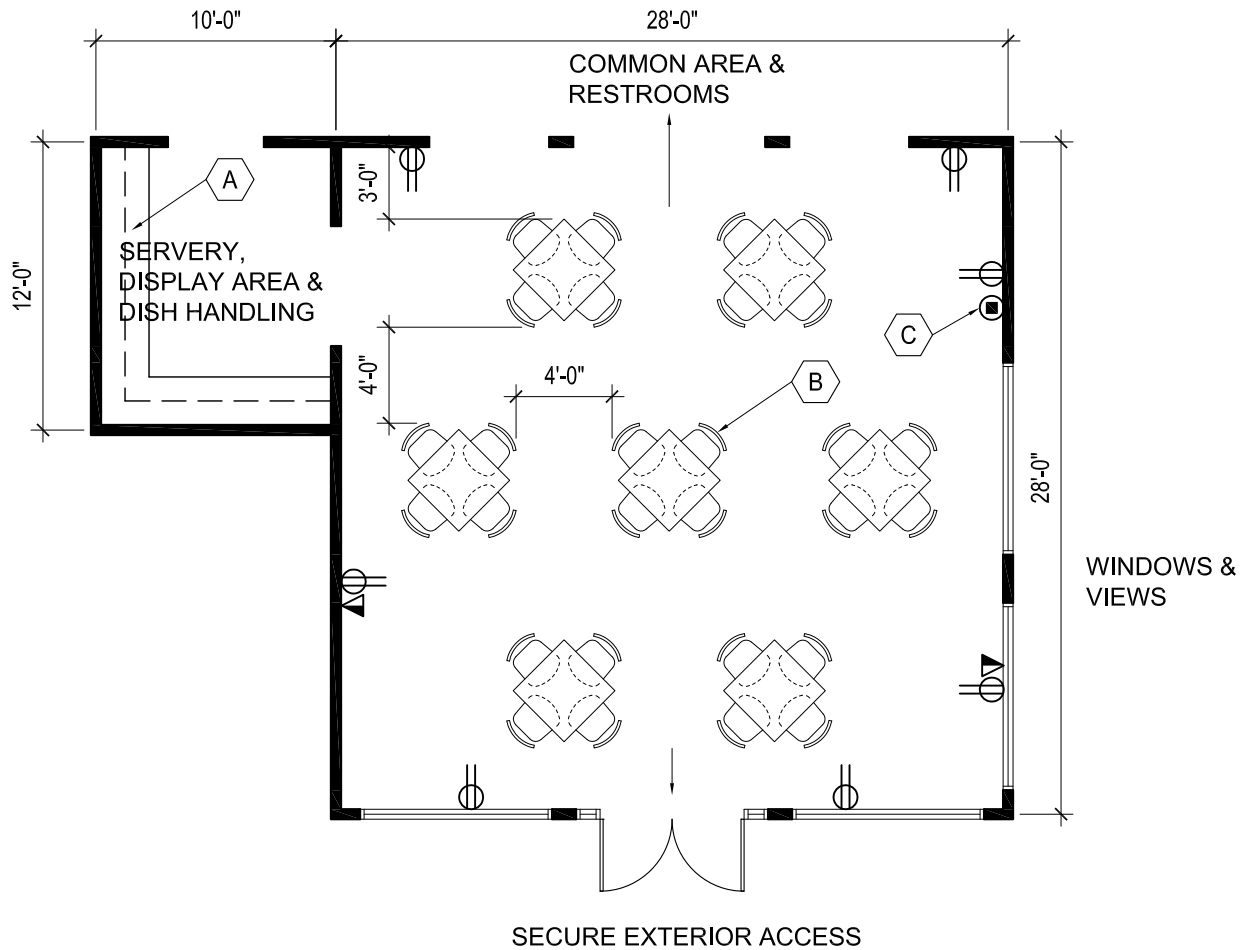 10'-0"
28'-0"
COMMON AREA &
RESTROOMS
A
3'-0"
SERVERY,
DISPLAY AREA &
DISH HANDLING
12'-0"
C
4'-0"
4'-0"
B
28'-0"
WINDOWS &
VIEWS
SECURE EXTERIOR ACCESS